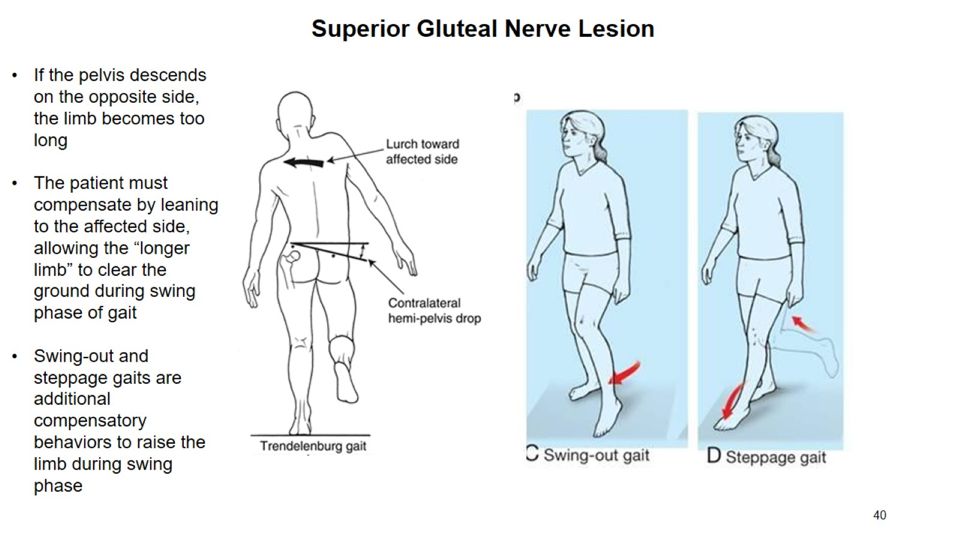 Superior Gluteal Nerve Lesion
• If the pelvis descends
on the opposite side,
the limb becomes too
long
• The patient must
compensate by leaning
to the affected side,
allowing the “longer
limb” to clear the
ground during swing
phase of gait
• Swing-out and
steppage gaits are
additional
compensatory
behaviors to raise the
limb during swing
phase
Lurch toward
affected side
Contralateral
hemi-pelvis drop
Trendelenburg gait
C Swing-out gait
D Steppage gait
40